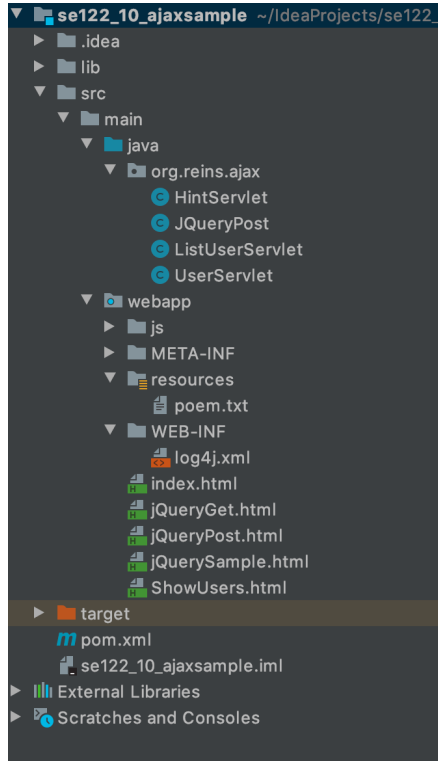 se122_10_ajaxsample ~/IdeaProjects/se122_
.idea
lib
src
main
java
org.reins.ajax
HintServlet
JQueryPost
ListUserServlet
UserServlet
webapp
js
META-INF
resources
poem.txt
WEB-INF
log4j.xml
index.html
jQueryGet.html
jQueryPost.html
jQuerySample.html
ShowUsers.html
target
pom.xml
se122_10_ajaxsample.iml
External Libraries
Scratches and Consoles